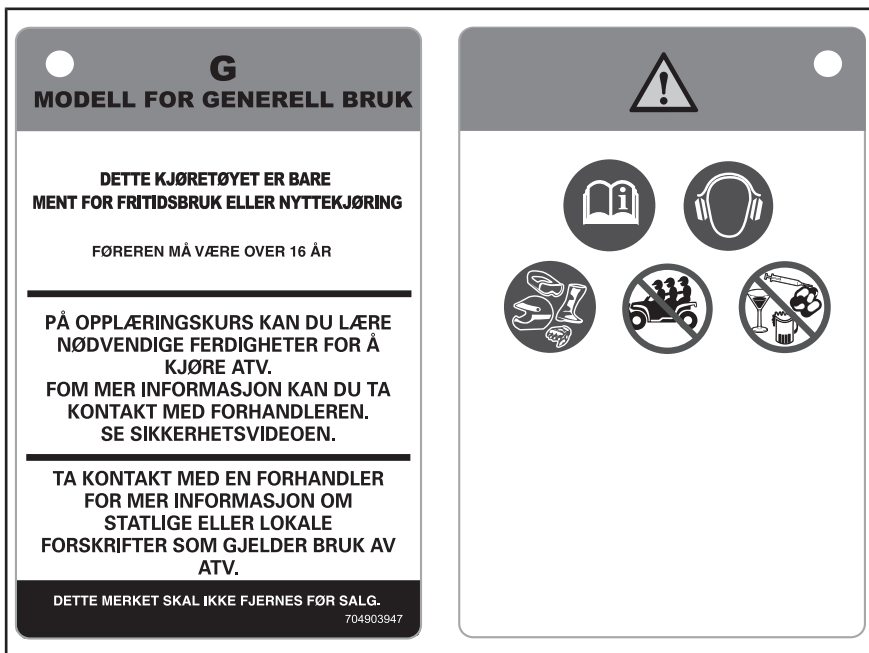 G
MODELL FOR GENERELL BRUK
DETTE KJØRETØYET ER BARE
MENT FOR FRITIDSBRUK ELLER NYTTEKJØRING
FØREREN MÅ VÆRE OVER 16 ÅR
PÅ OPPLÆRINGSKURS KAN DU LÆRE
NØDVENDIGE FERDIGHETER FOR Å
KJØRE ATV.
FOM MER INFORMASJON KAN DU TA
KONTAKT MED FORHANDLEREN.
SE SIKKERHETSVIDEOEN.
TA KONTAKT MED EN FORHANDLER
FOR MER INFORMASJON OM
STATLIGE ELLER LOKALE
FORSKRIFTER SOM GJELDER BRUK AV
ATV.
DETTE MERKET SKAL IKKE FJERNES FØR SALG.
704903947